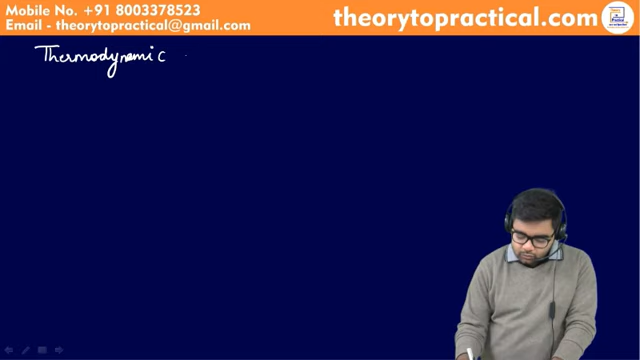 Mobile No. +91 8003378523
Email - theorytopractical@gmail.com
theorytopractical.com
Thermodynamic